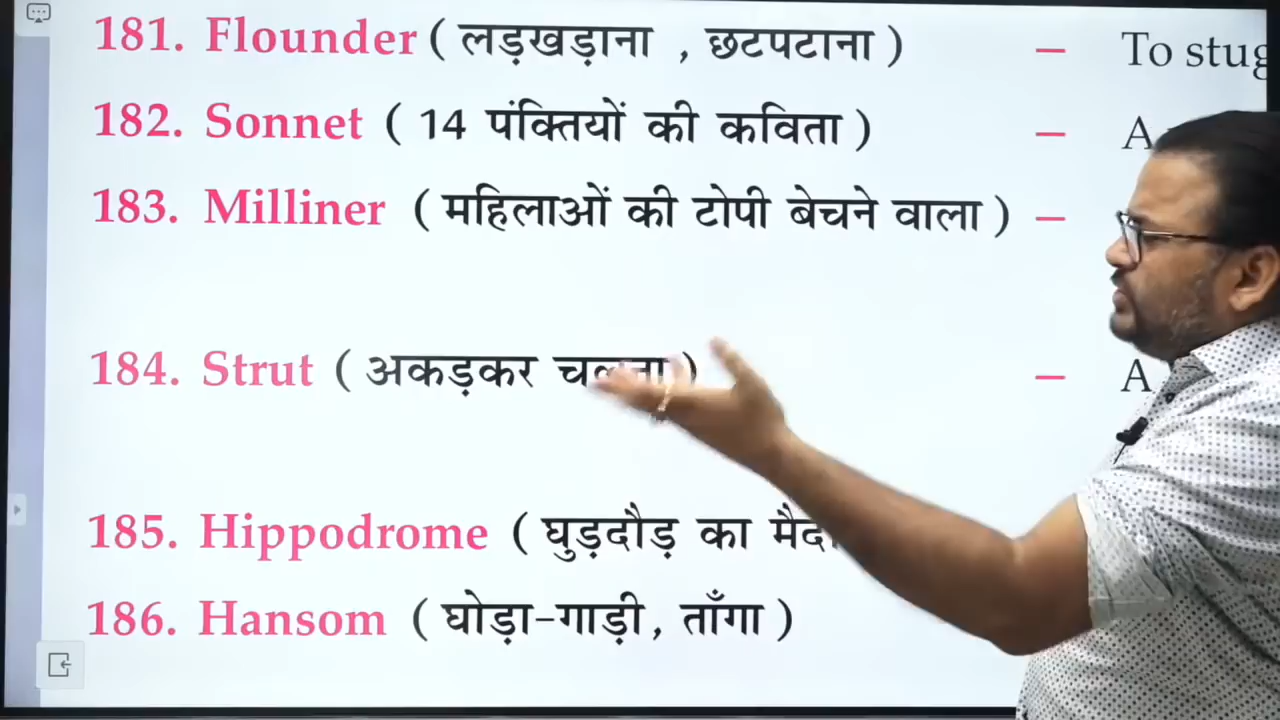 181. Flounder ( लड़खड़ाना , छटपटाना ) – To stug
182. Sonnet ( 14 पंक्तियों की कविता ) – A
183. Milliner ( महिलाओं की टोपी बेचने वाला ) –
184. Strut ( अकड़कर चलना ) – A
185. Hippodrome ( घुड़दौड़ का
186. Hansom ( घोड़ा-गाड़ी, ताँगा )